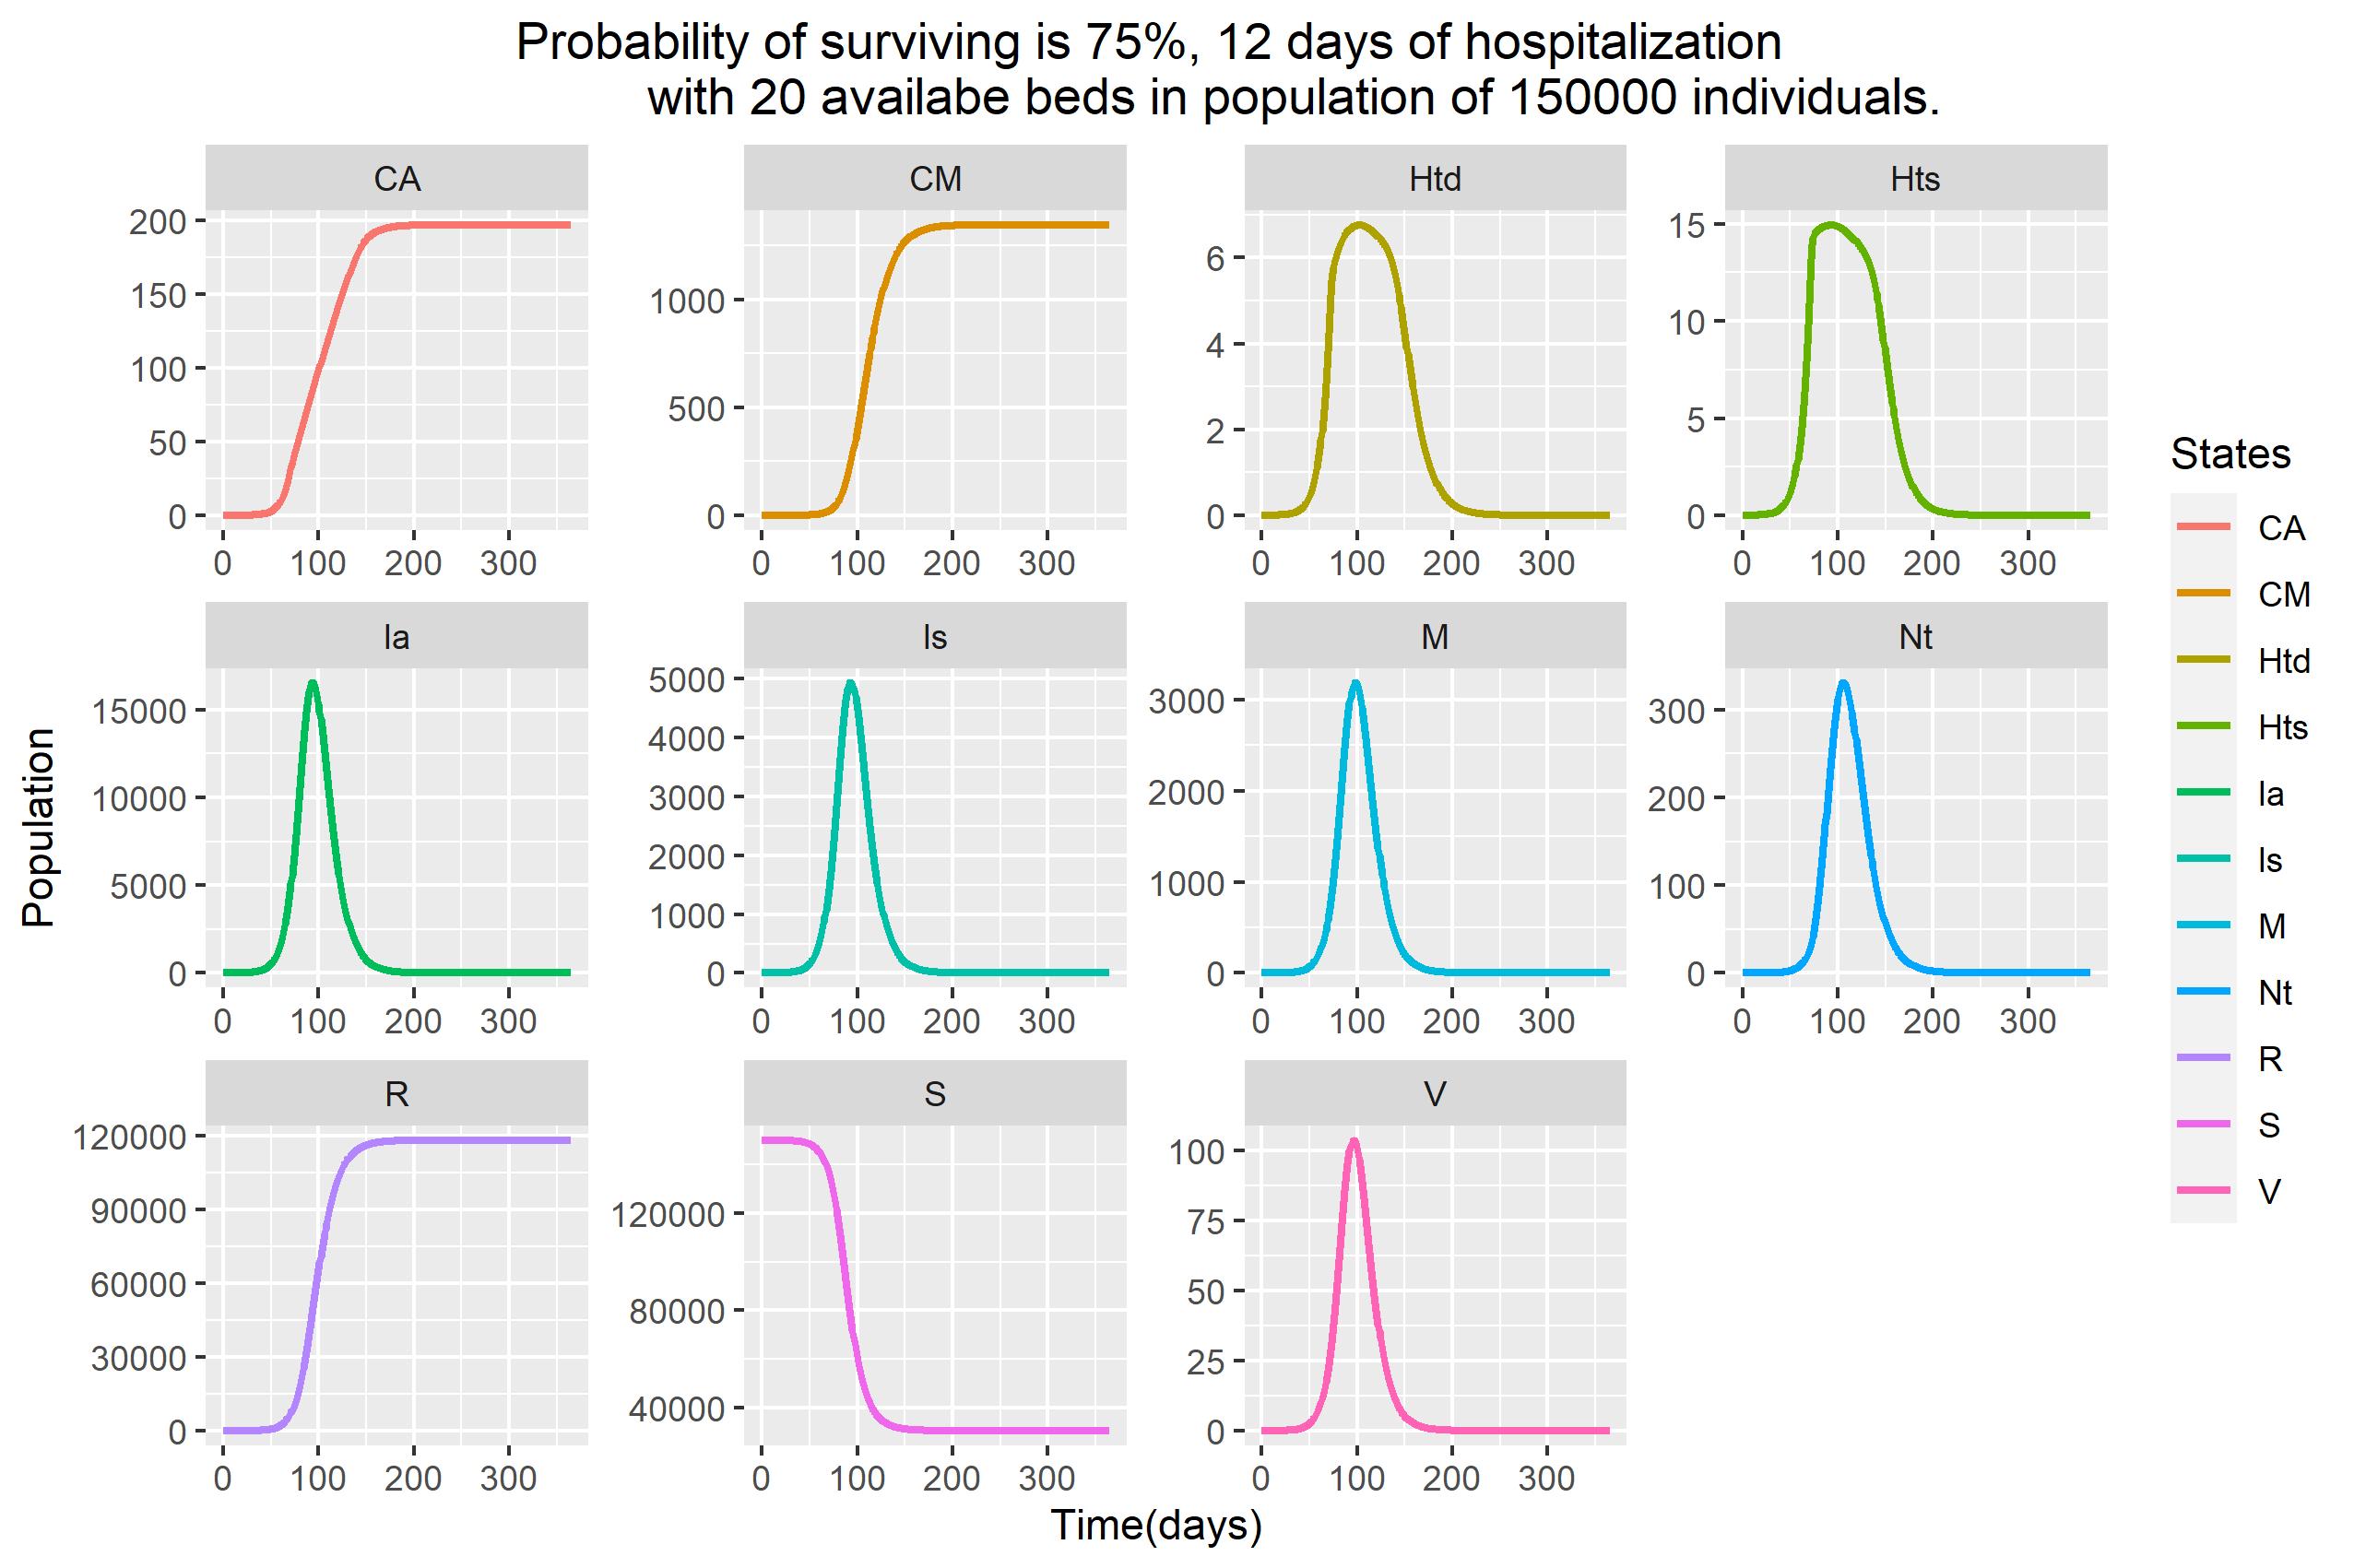 Probability of surviving is 75%, 12 days of hospitalization
with 20 availabe beds in population of 150000 individuals.
CA CM Htd Hts
200
150
100
50
0
1000
500
0
6
4
2
0
15
10
5
0
0 100 200 300 0 100 200 300 0 100 200 300 0 100 200 300
Ia Is M Nt
15000
10000
5000
0
5000
4000
3000
2000
1000
0
3000
2000
1000
0
300
200
100
0
0 100 200 300 0 100 200 300 0 100 200 300 0 100 200 300
R S V
120000
90000
60000
30000
0
120000
80000
40000
100
75
50
25
0
0 100 200 300 0 100 200 300 0 100 200 300
Population
Time(days)
States
CA
CM
Htd
Hts
Ia
Is
M
Nt
R
S
V